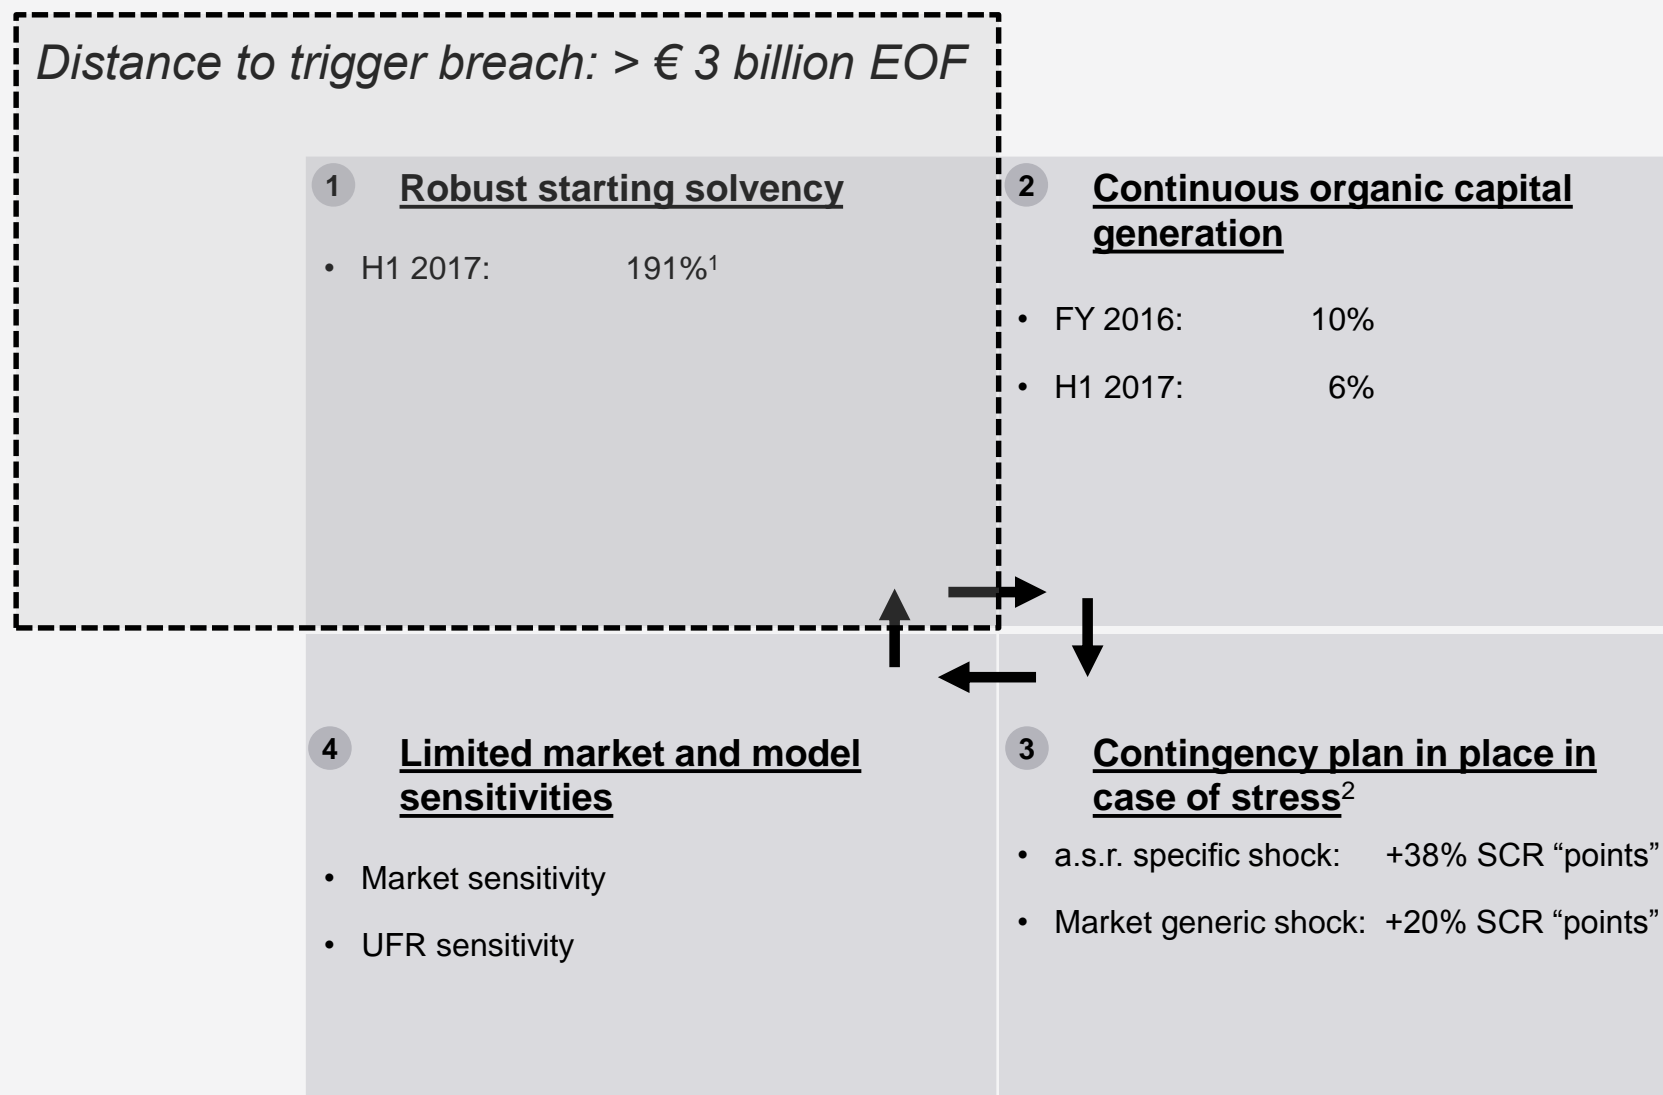 Distance to trigger breach: > € 3 billion EOF
1 Robust starting solvency
• H1 2017: 191%¹
2 Continuous organic capital
generation
• FY 2016: 10%
• H1 2017: 6%
4 Limited market and model
sensitivities
• Market sensitivity
• UFR sensitivity
3 Contingency plan in place in
case of stress²
• a.s.r. specific shock: +38% SCR “points”
• Market generic shock: +20% SCR “points”